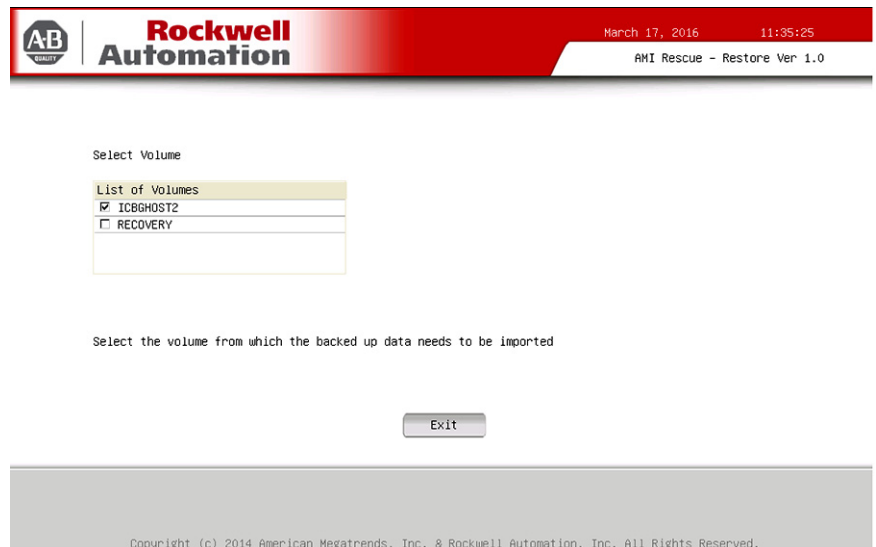 A·B
QUALITY
Rockwell
Automation
March 17, 2016 11:35:25
AMI Rescue - Restore Ver 1.0
Select Volume
List of Volumes
ICBGHOST2
RECOVERY
Select the volume from which the backed up data needs to be imported
Exit
Copyright (c) 2014 American Megatrends, Inc. & Rockwell Automation, Inc. All Rights Reserved.